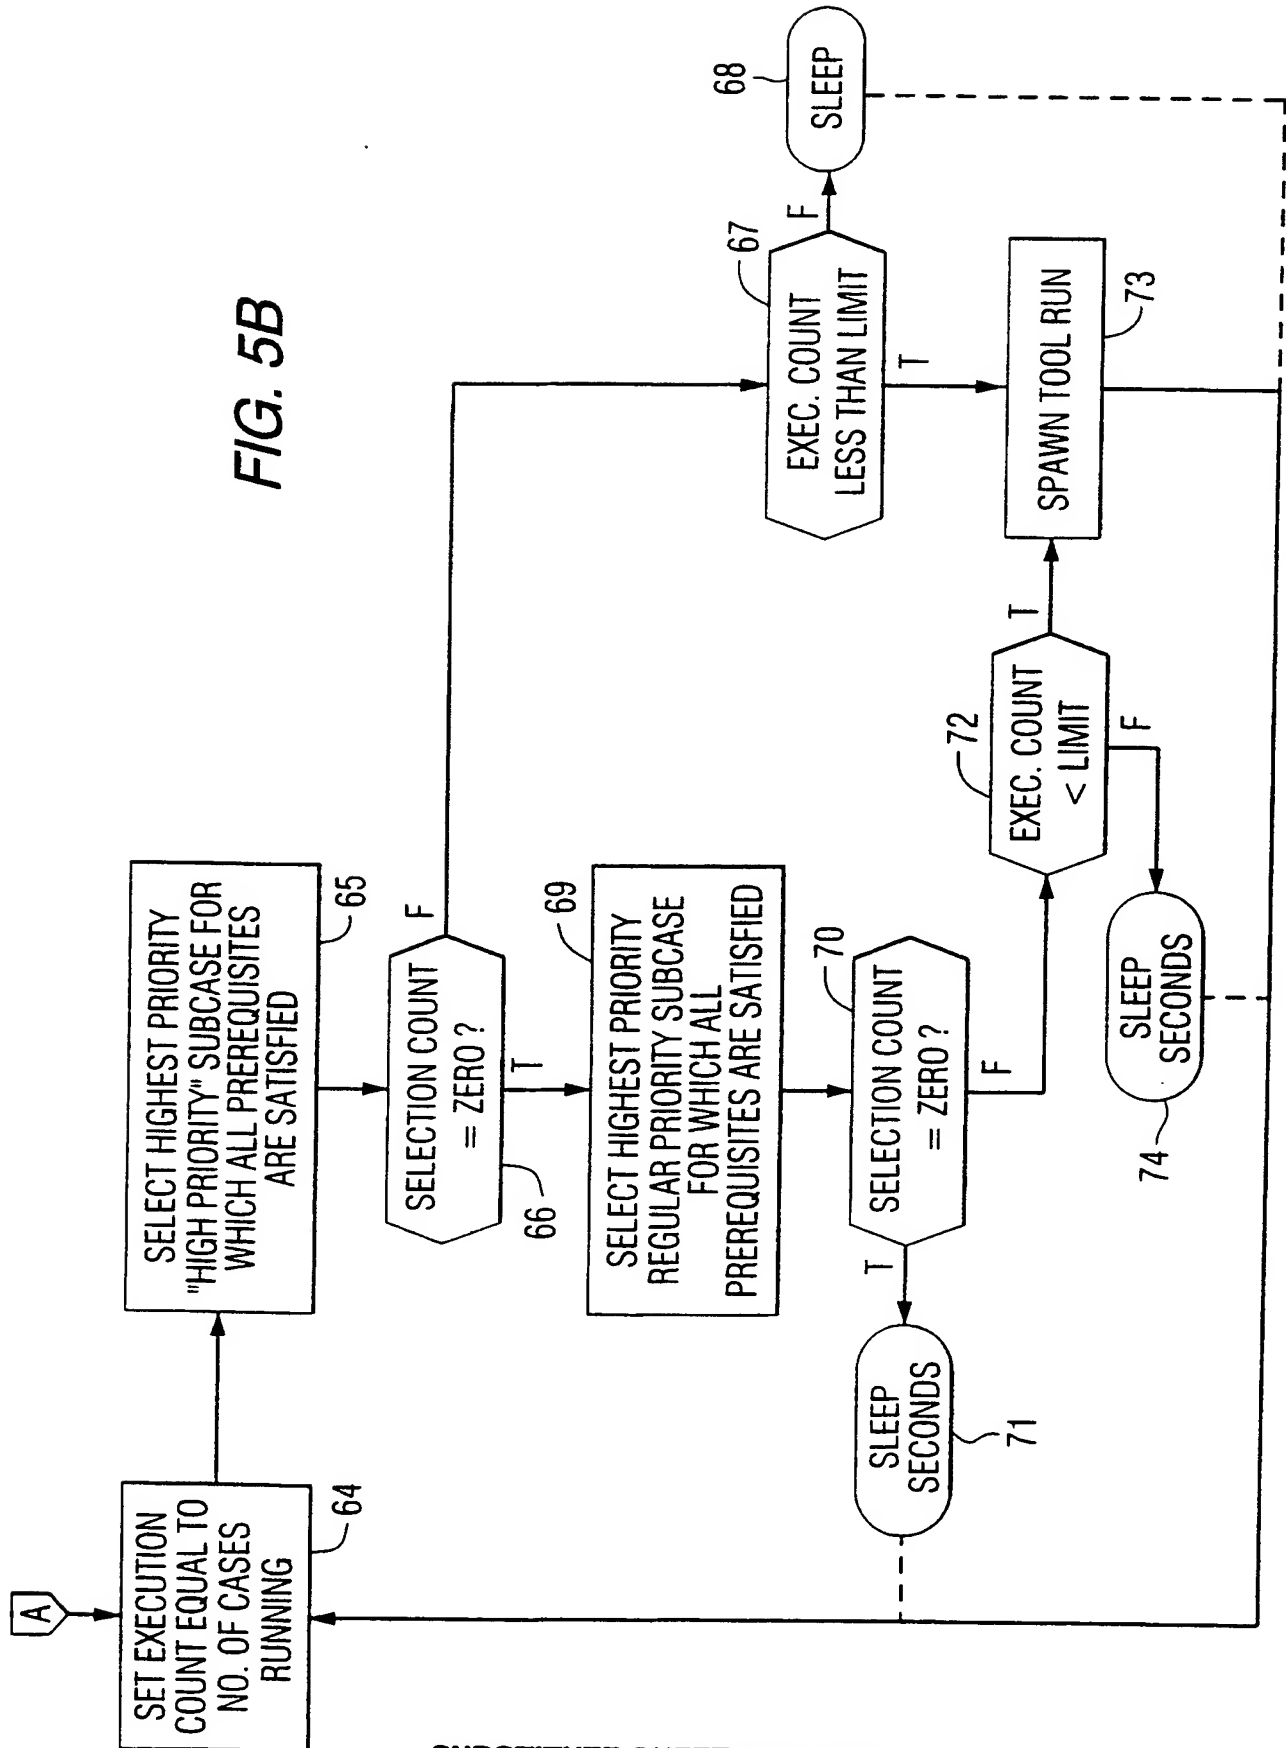 FIG. 5B
A
SET EXECUTION
COUNT EQUAL TO
NO. OF CASES
RUNNING
64
SELECT HIGHEST PRIORITY
"HIGH PRIORITY" SUBCASE FOR
WHICH ALL PREREQUISITES
ARE SATISFIED
65
SELECTION COUNT
= ZERO?
66
F
T
SELECT HIGHEST PRIORITY
REGULAR PRIORITY SUBCASE
FOR WHICH ALL
PREREQUISITES ARE SATISFIED
69
SELECTION COUNT
= ZERO?
70
T
F
SLEEP
SECONDS
71
EXEC. COUNT
< LIMIT
72
T
F
SLEEP
SECONDS
74
EXEC. COUNT
LESS THAN LIMIT
67
F
T
SLEEP
68
SPAWN TOOL RUN
73